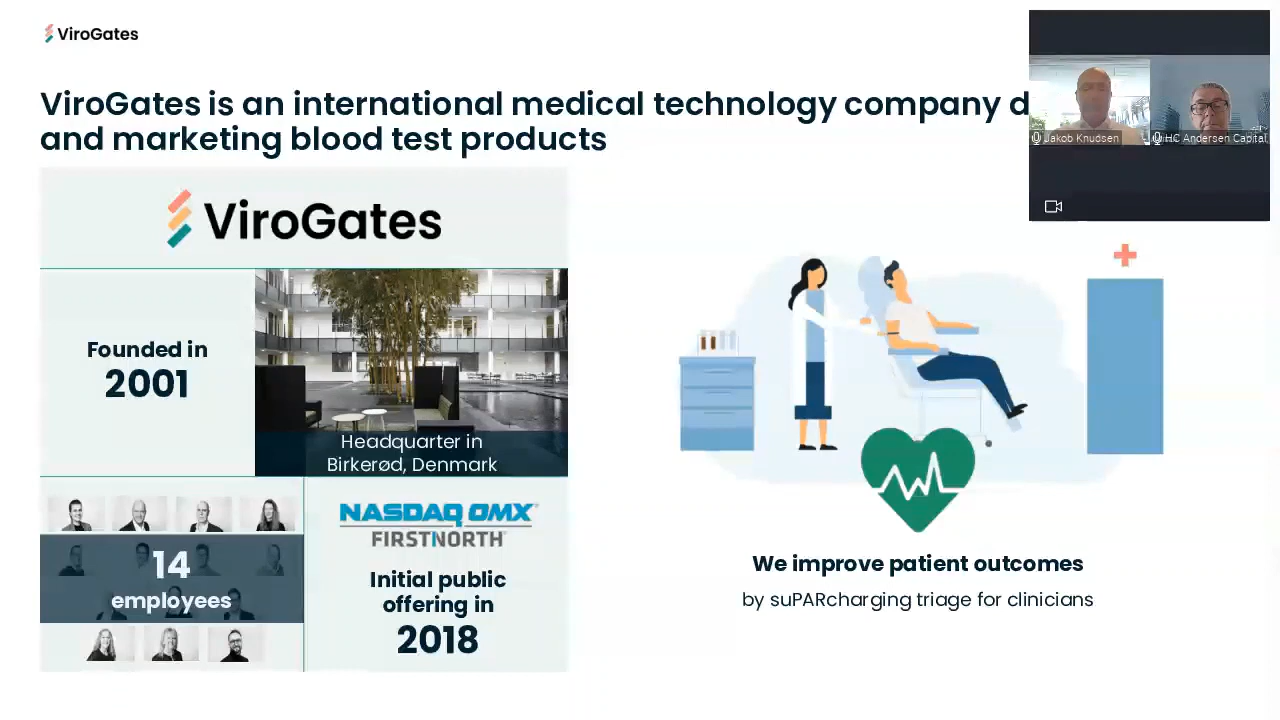 ViroGates
ViroGates is an international medical technology company d
and marketing blood test products
Jakob Knudsen
HC Andersen Capital
ViroGates
Founded in
2001
Headquarter in
Birkerød, Denmark
14
employees
NASDAQ OMX
FIRST NORTH
Initial public
offering in
2018
We improve patient outcomes
by suPARcharging triage for clinicians